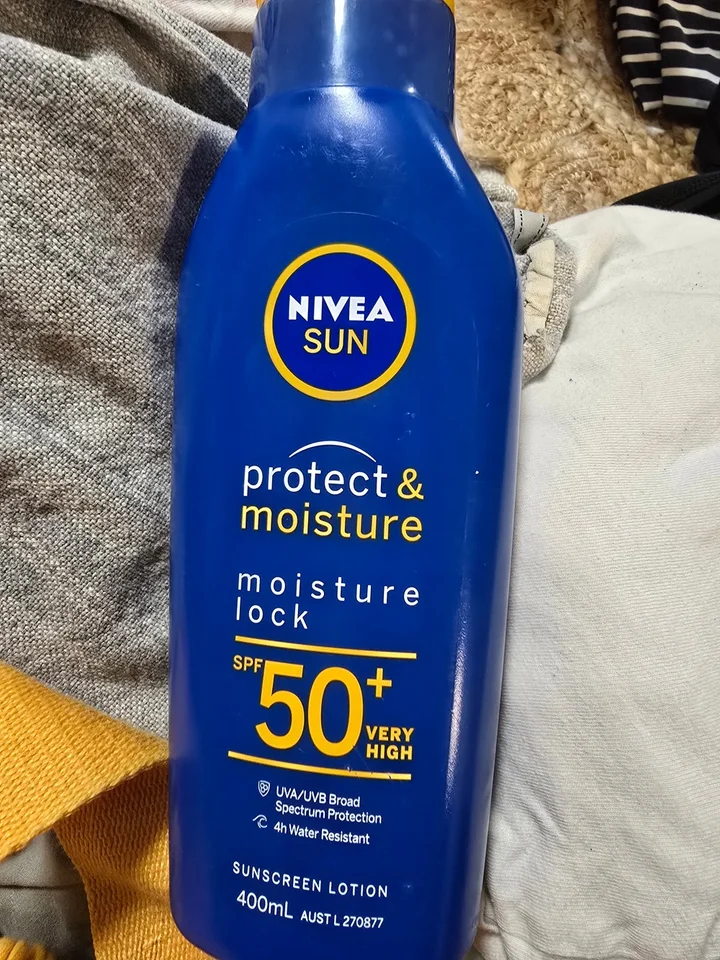 NIVEA
SUN
protect &
moisture
moisture
lock
SPF 50+
VERY
HIGH
UVA/UVB Broad
Spectrum Protection
4h Water Resistant
SUNSCREEN LOTION
400mL AUST L 270877